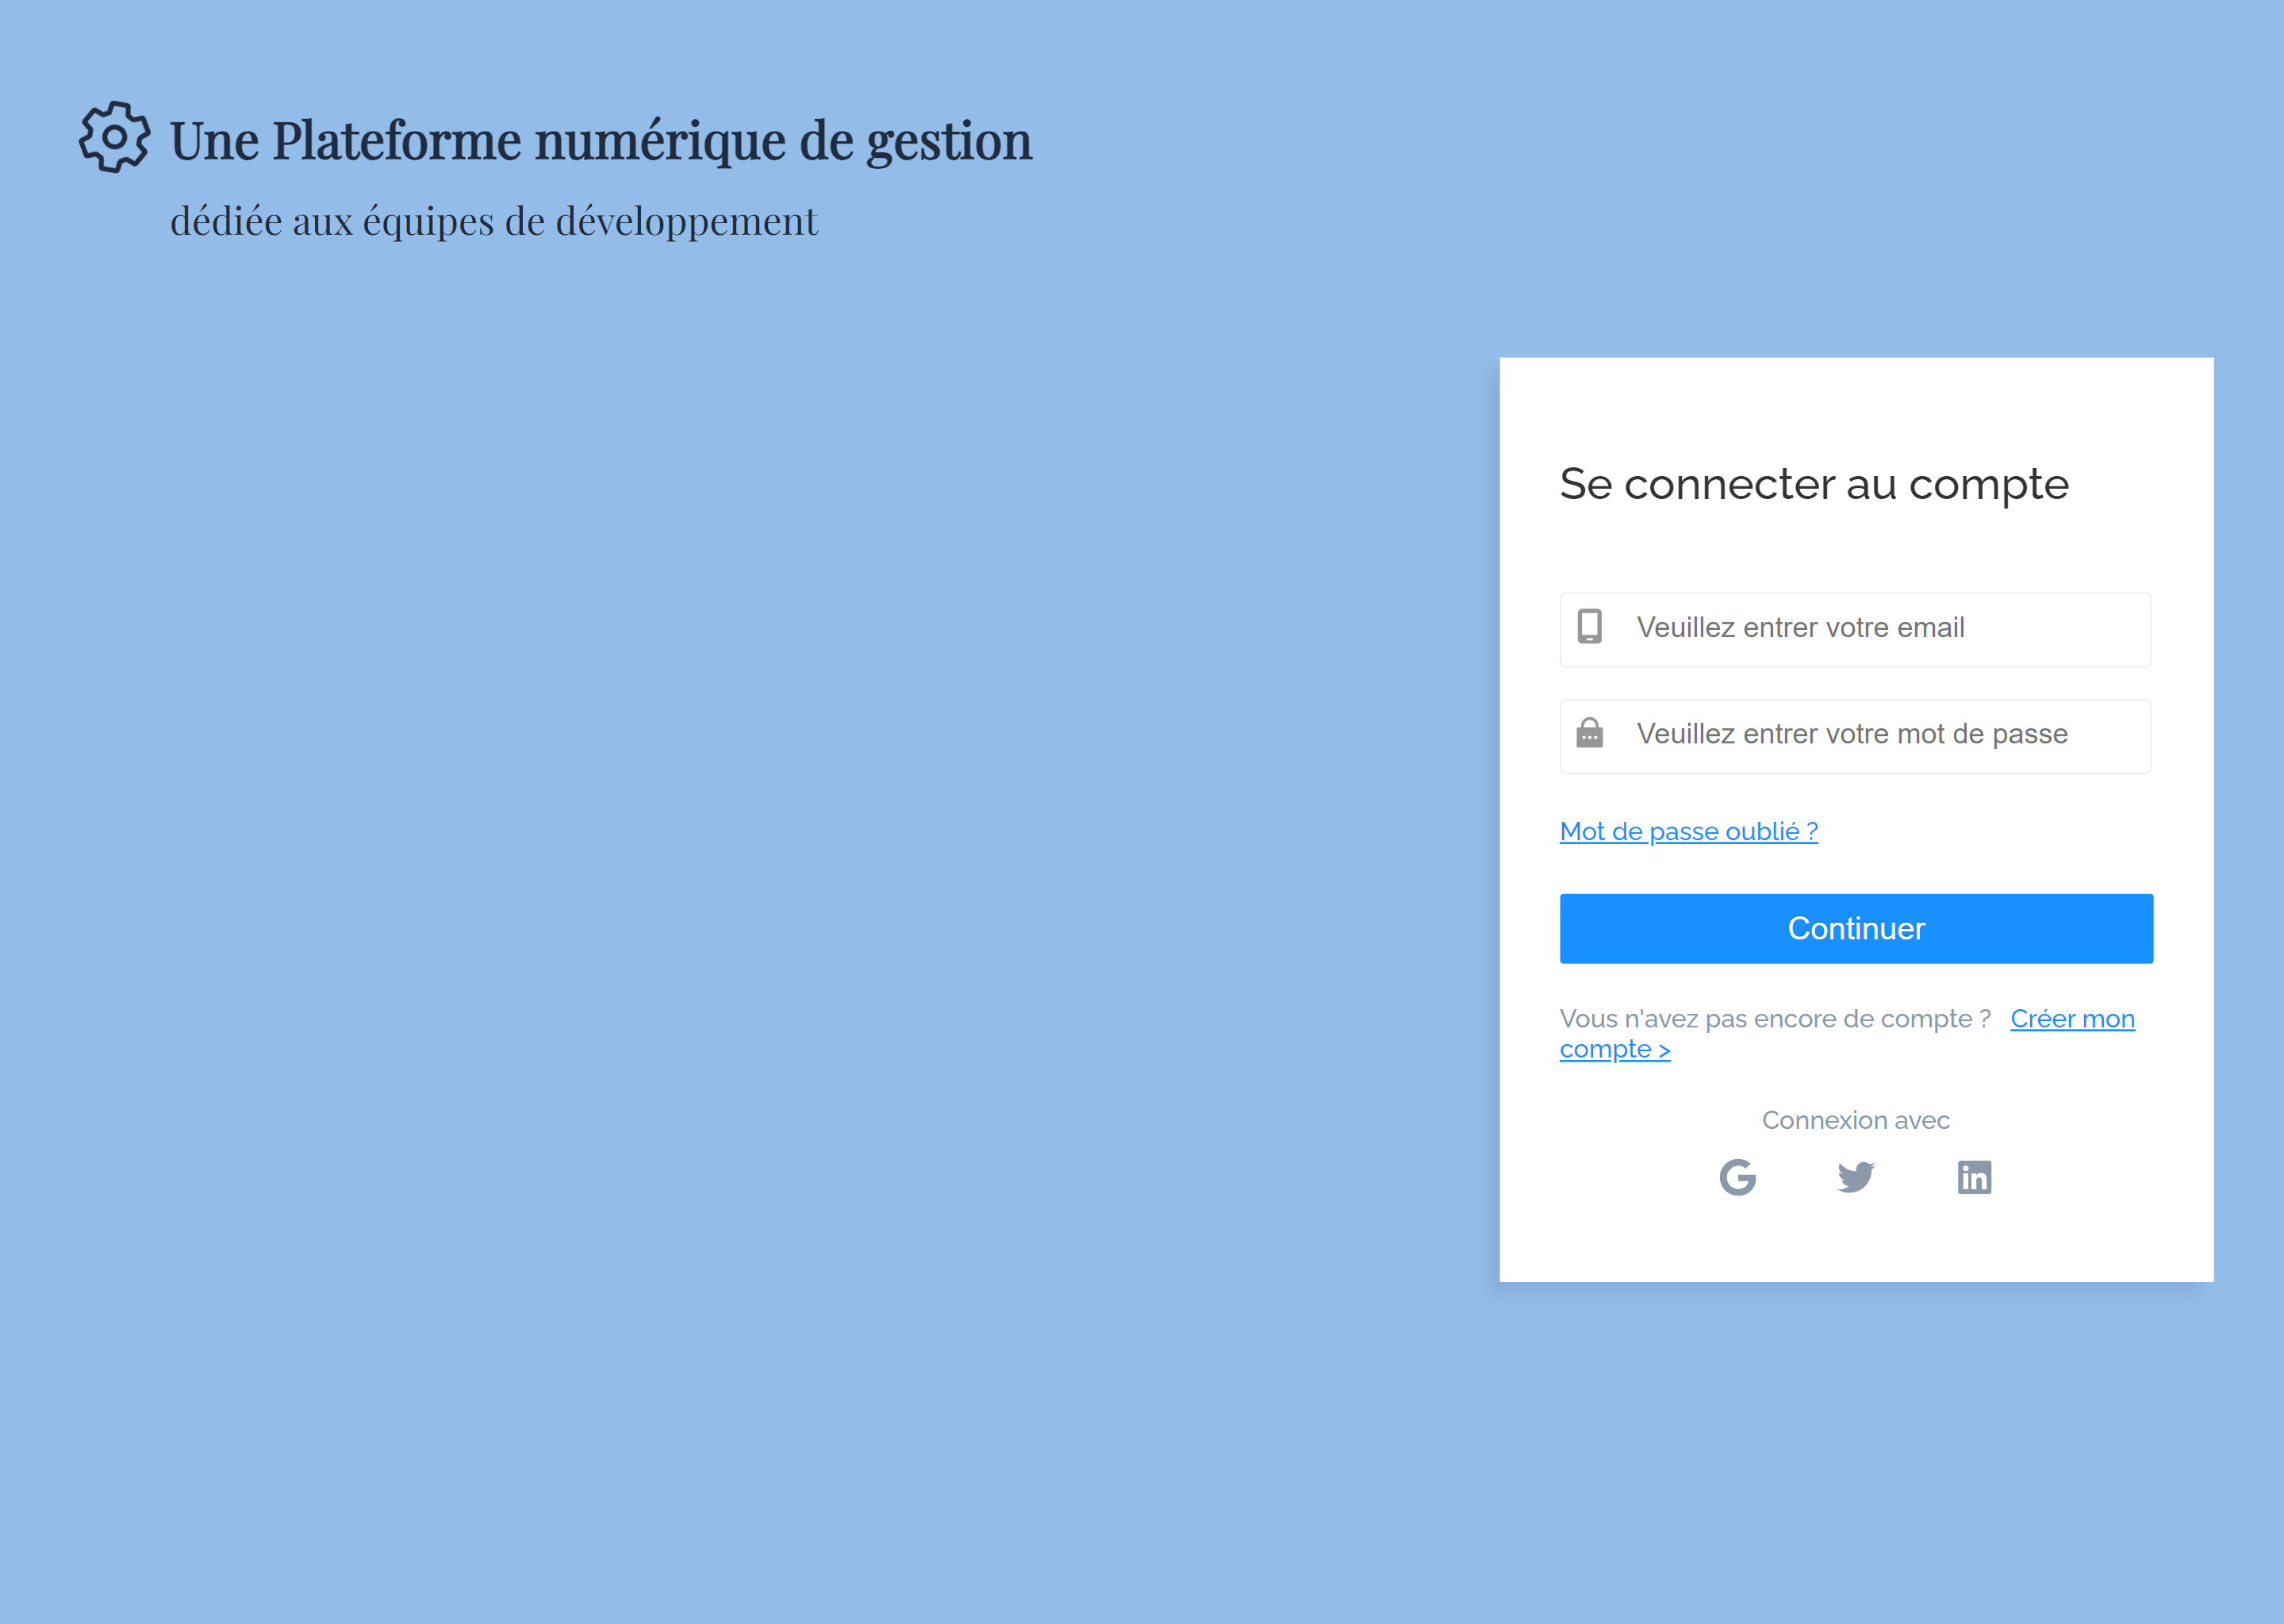 Une Plateforme numérique de gestion
dédiée aux équipes de développement
Se connecter au compte
Veuillez entrer votre email
Veuillez entrer votre mot de passe
Mot de passe oublié ?
Continuer
Vous n'avez pas encore de compte ? Créer mon
compte >
Connexion avec